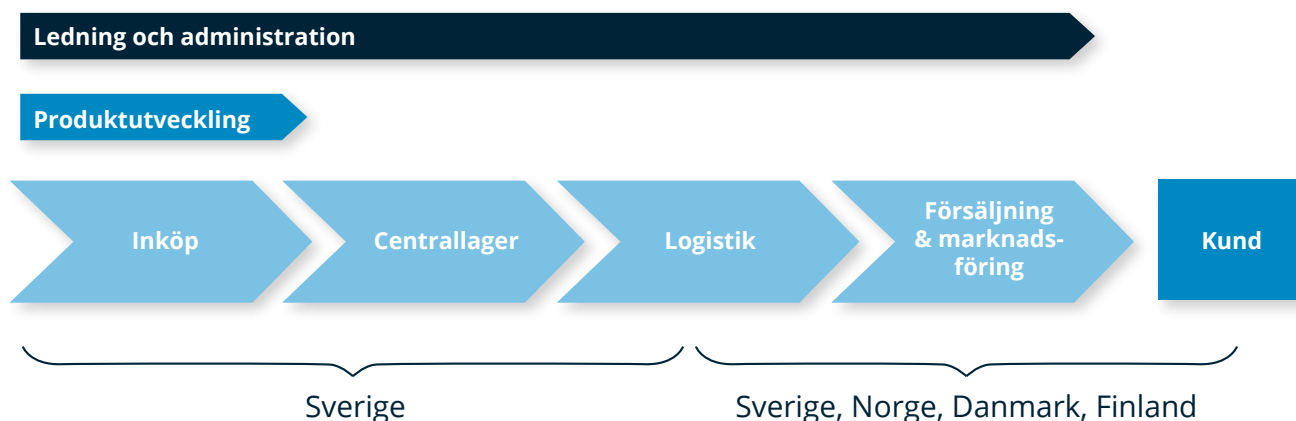 Ledning och administration
Produktutveckling
Inköp
Centrallager
Logistik
Försäljning
& marknads-
föring
Kund
Sverige
Sverige, Norge, Danmark, Finland